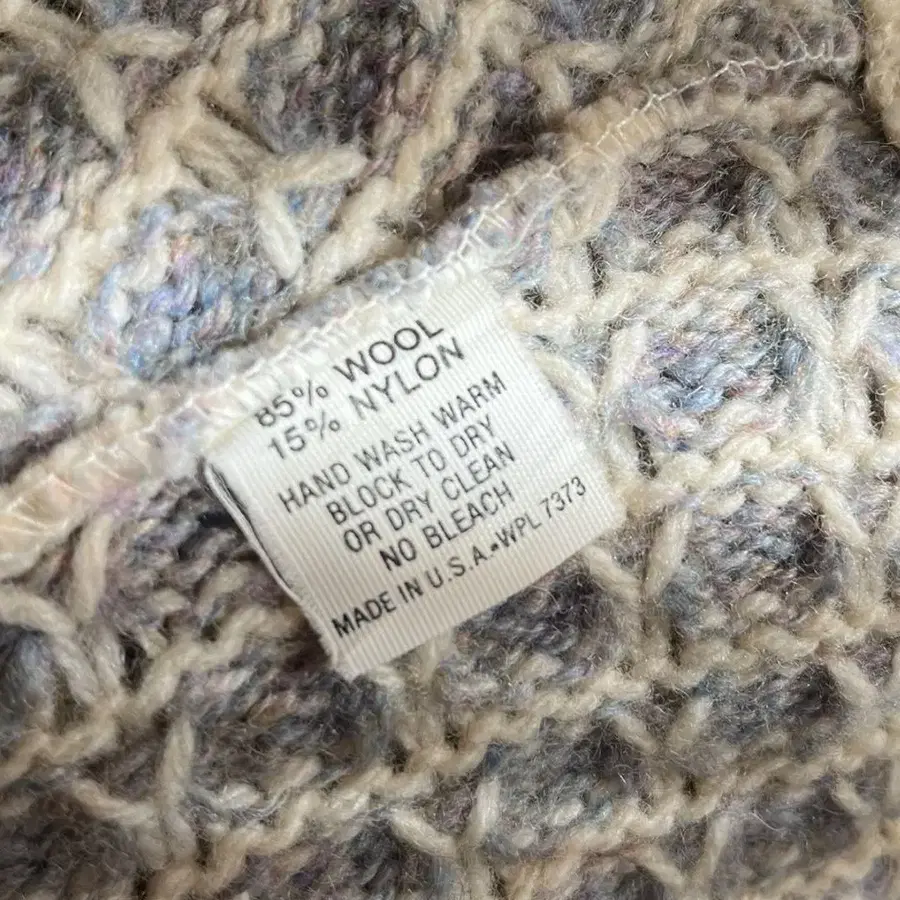 85% WOOL
15% NYLON
HAND WASH WARM
BLOCK TO DRY
OR DRY CLEAN
NO BLEACH
MADE IN U.S.A.•WPL 7373